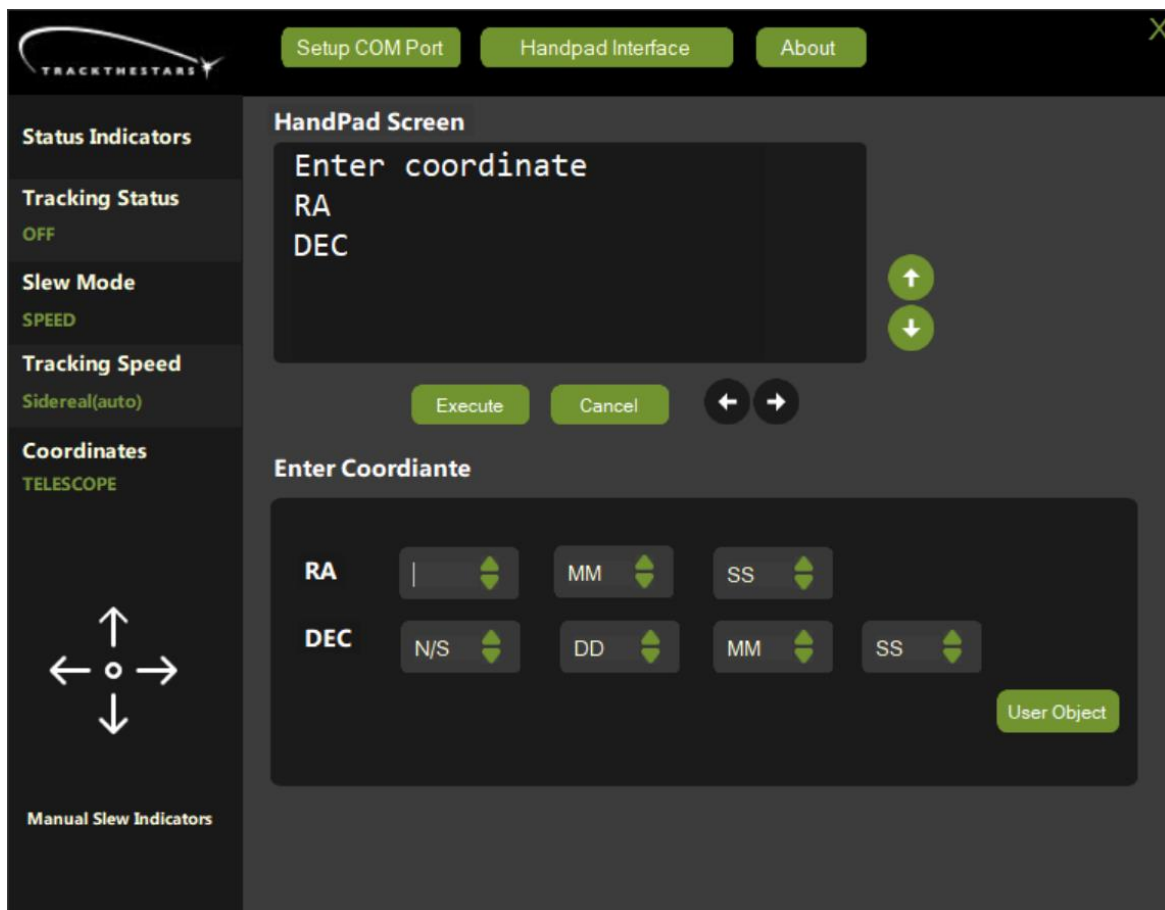 TRACKTHESTARS
Setup COM Port
Handpad Interface
About
X
Status Indicators
Tracking Status
OFF
Slew Mode
SPEED
Tracking Speed
Sidereal(auto)
Coordinates
TELESCOPE
Manual Slew Indicators
HandPad Screen
Enter coordinate
RA
DEC
Execute
Cancel
Enter Coordiante
RA MM SS
DEC N/S DD MM SS
User Object